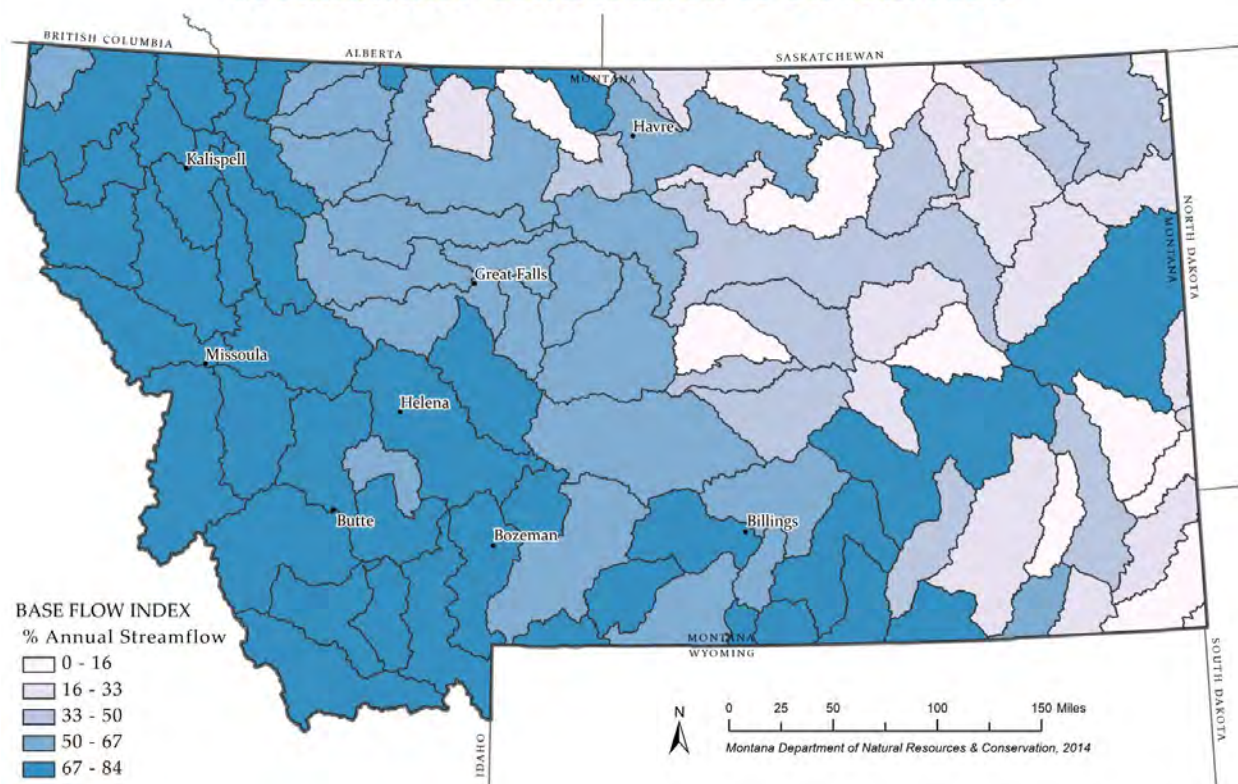 BRITISH COLUMBIA
ALBERTA
SASKATCHEWAN
MONTANA
Havre
Kalispell
NORTH DAKOTA
MONTANA
Great Falls
Missoula
Helena
Butte
Billings
Bozeman
BASE FLOW INDEX
% Annual Streamflow
0 - 16
16 - 33
33 - 50
50 - 67
67 - 84
MONTANA
WYOMING
SOUTH DAKOTA
IDAHO
N
0 25 50 100 150 Miles
Montana Department of Natural Resources & Conservation, 2014